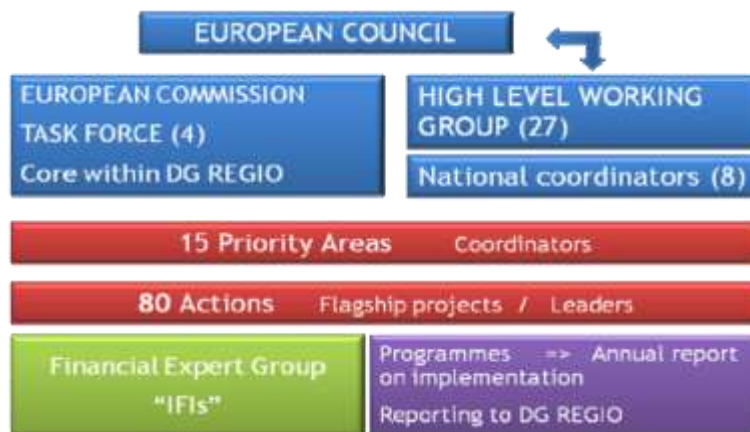 EUROPEAN COUNCIL
EUROPEAN COMMISSION
TASK FORCE (4)
Core within DG REGIO
HIGH LEVEL WORKING
GROUP (27)
National coordinators (8)
15 Priority Areas Coordinators
80 Actions Flagship projects / Leaders
Financial Expert Group
"IFIs"
Programmes => Annual report
on implementation
Reporting to DG REGIO